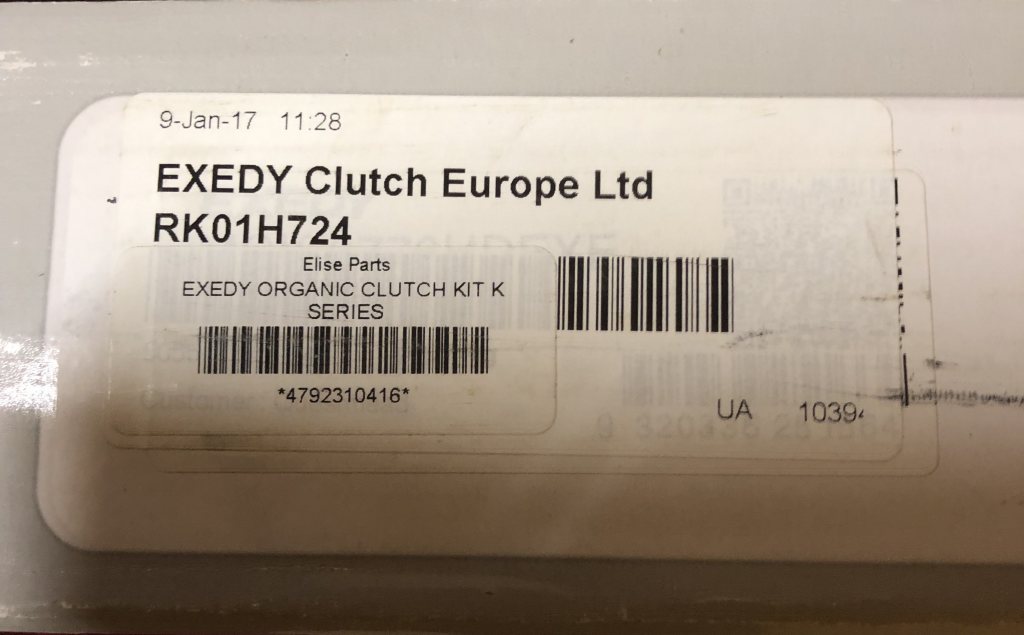 9-Jan-17 11:28
EXEDY Clutch Europe Ltd
RK01H724
Elise Parts
EXEDY ORGANIC CLUTCH KIT K
SERIES
*4792310416*
UA 10394